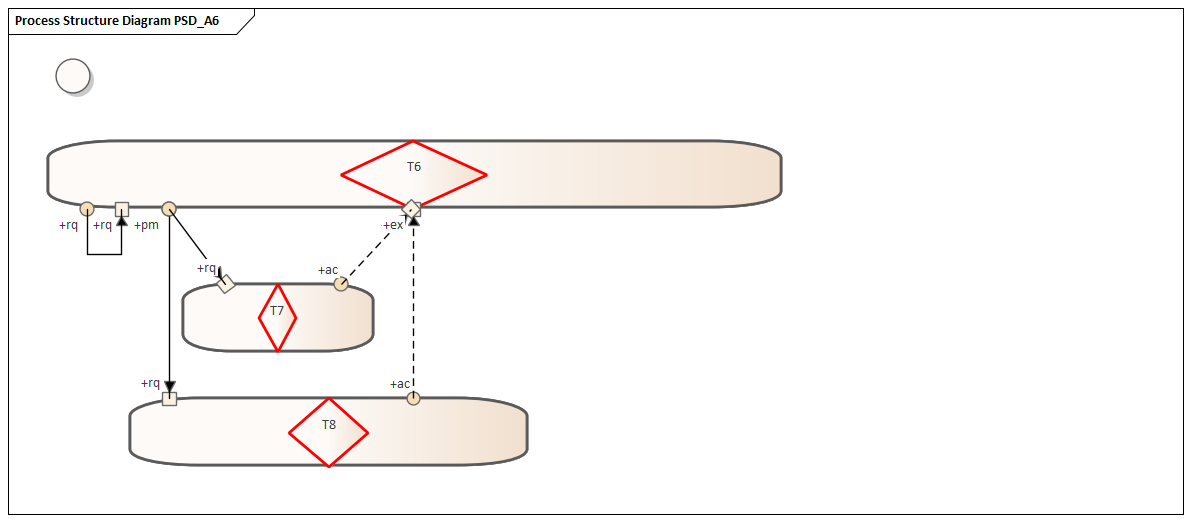 Process Structure Diagram PSD_A6
T6
+rq
+rq
+pm
+ex
+rq
+ac
T7
+rq
+ac
T8